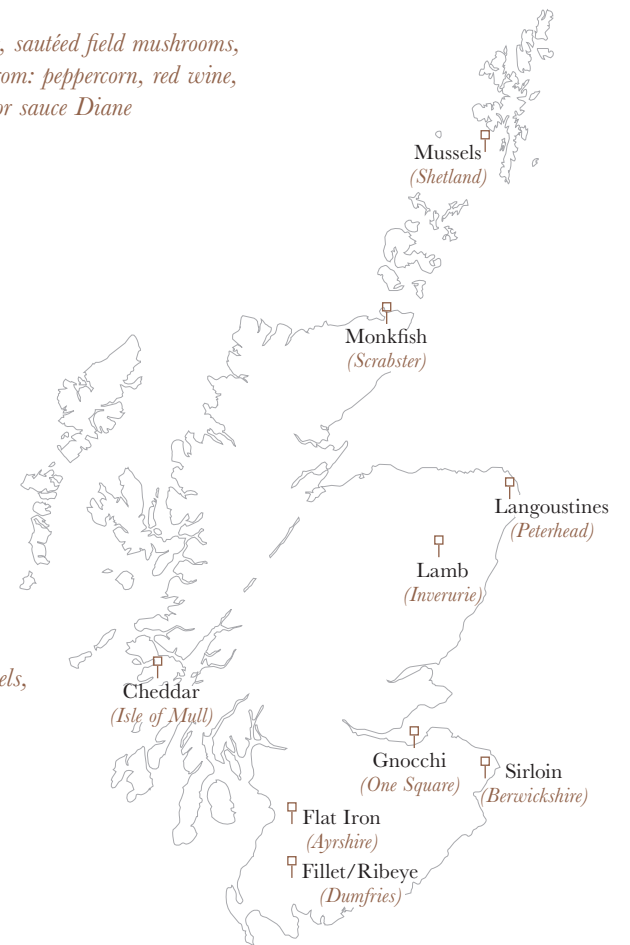 , sautéed field mushrooms,
rom: peppercorn, red wine,
or sauce Diane
Mussels
(Shetland)
Monkfish
(Scrabster)
Langoustines
(Peterhead)
Lamb
(Inverurie)
els,
Cheddar
(Isle of Mull)
Gnocchi
(One Square)
Sirloin
(Berwickshire)
Flat Iron
(Ayrshire)
Fillet/Ribeye
(Dumfries)